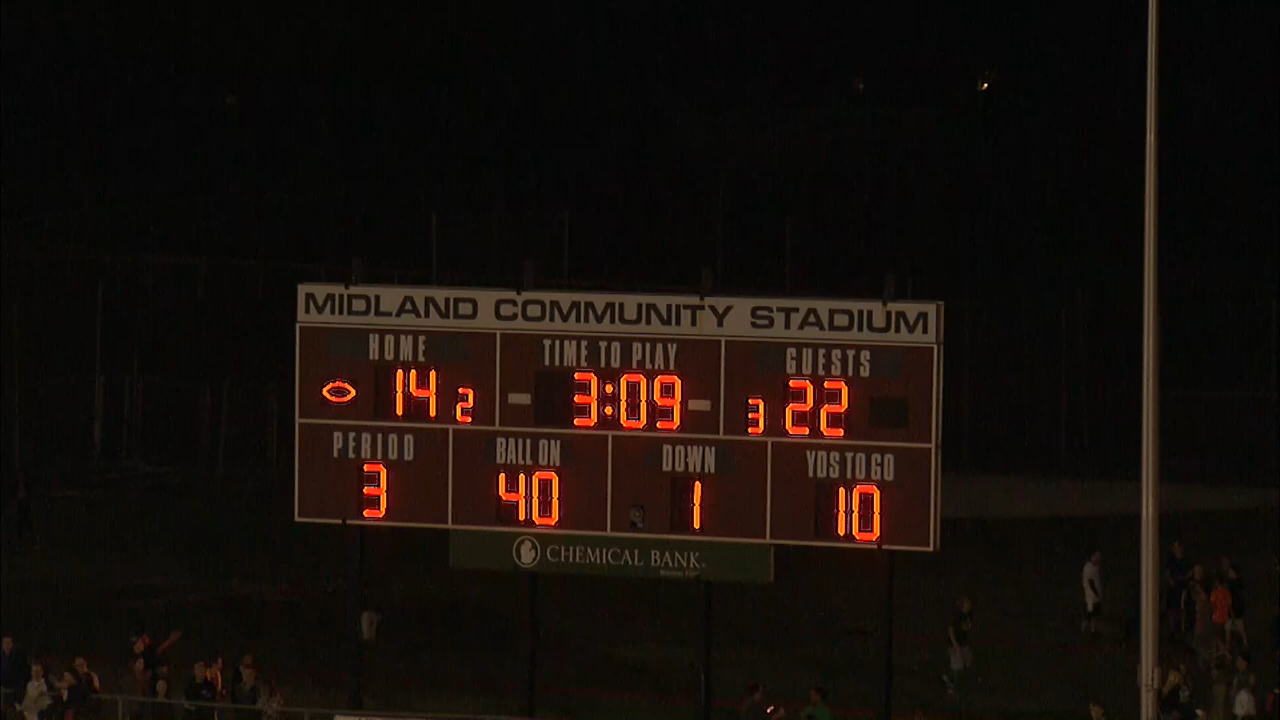 MIDLAND COMMUNITY STADIUM
HOME TIME TO PLAY GUESTS
14 2 3:09 3 22
PERIOD BALL ON DOWN YDS TO GO
3 40 1 10
CHEMICAL BANK